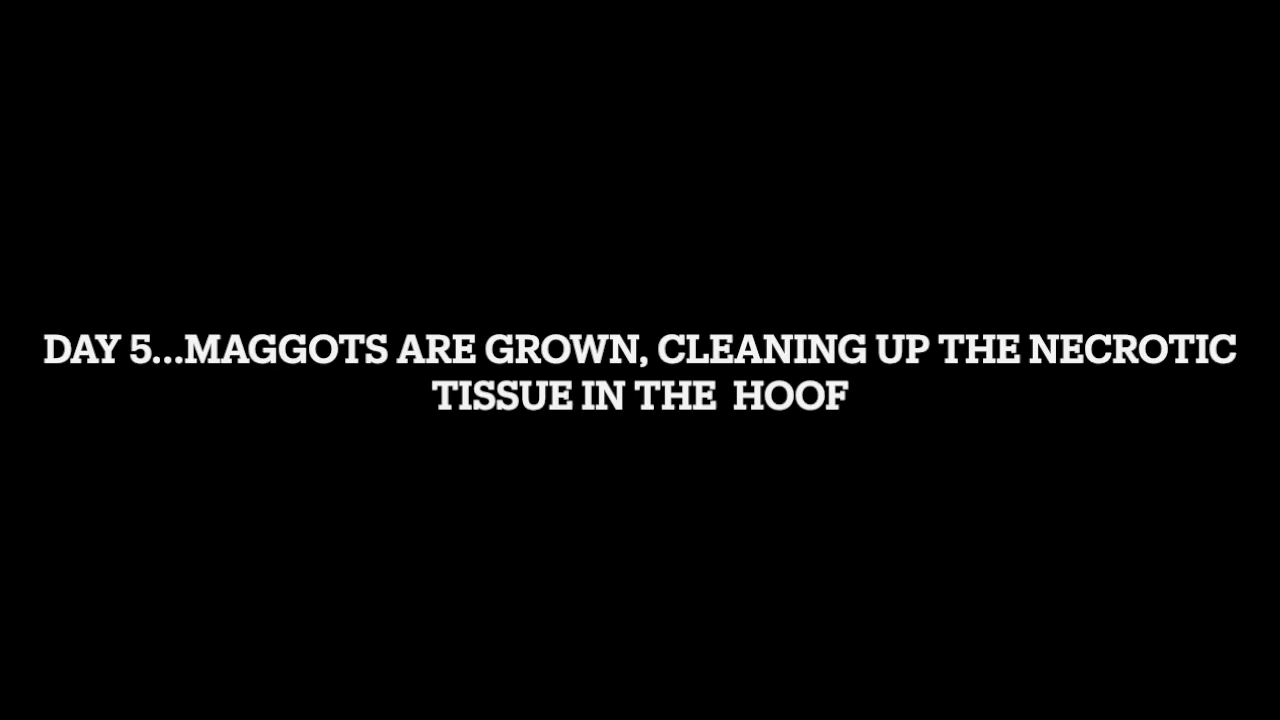 DAY 5...MAGGOTS ARE GROWN, CLEANING UP THE NECROTIC
TISSUE IN THE  HOOF